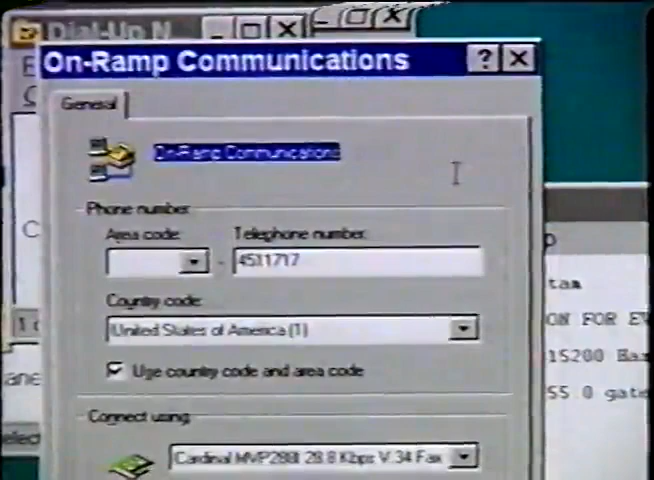 Dial-Up N
On-Ramp Communications
General
On-Ramp Communications
Phone number:
Area code:
Telephone number:
4531717
Country code:
United States of America (1)
Use country code and area code
Connect using:
Cardinal MVP288I 28.8 Kbps V.34 Fax
tam
ON FOR EV
15200 Har
55 0 gate
elect